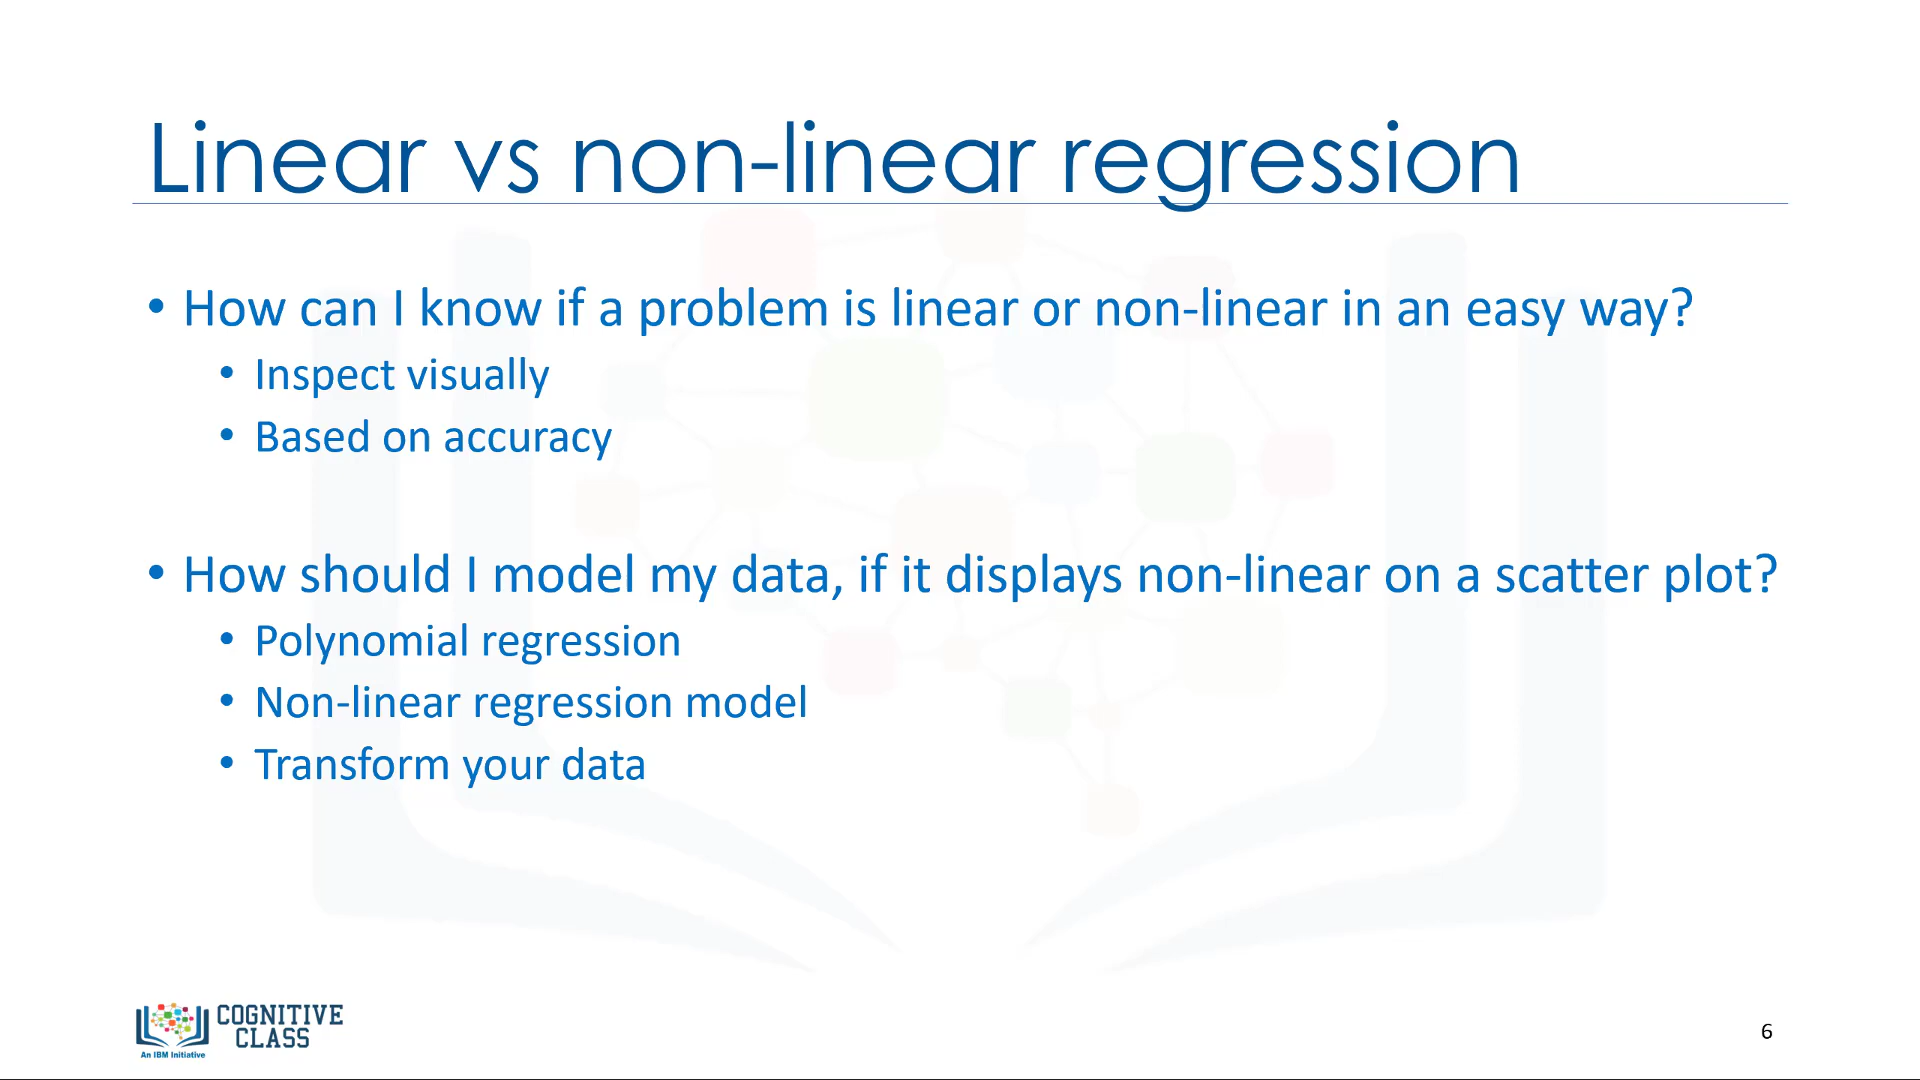 Linear vs non-linear regression
• How can I know if a problem is linear or non-linear in an easy way?
• Inspect visually
• Based on accuracy
• How should I model my data, if it displays non-linear on a scatter plot?
• Polynomial regression
• Non-linear regression model
• Transform your data
COGNITIVE
CLASS
An IBM Initiative
6